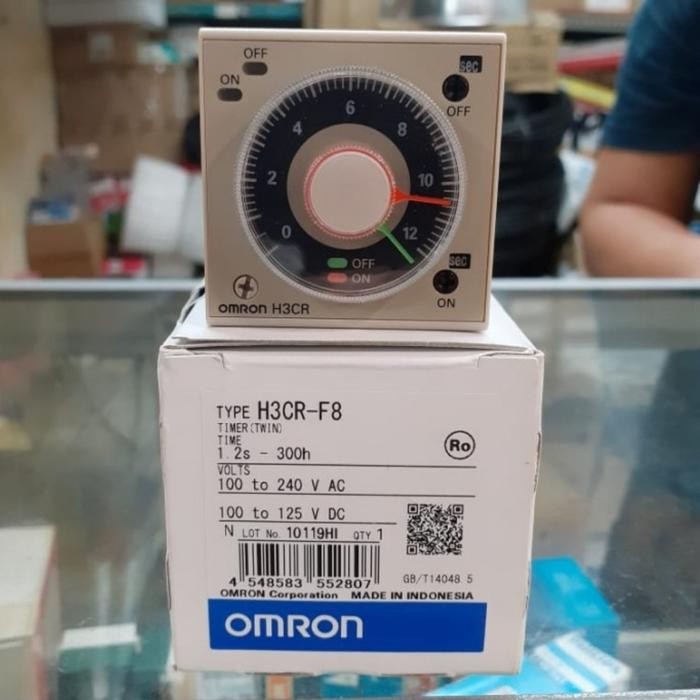 OFF
ON
sec
OFF
0 2 4 6 8 10 12
OFF
ON
sec
ON
OMRON H3CR
TYPE H3CR-F8
TIMER(TWIN)
TIME
1.2s - 300h
Ro
VOLTS
100 to 240 V AC
100 to 125 V DC
N LOT No. 10119HI QTY 1
4 548583 552807
GB/T14048 5
OMRON Corporation MADE IN INDONESIA
OMRON